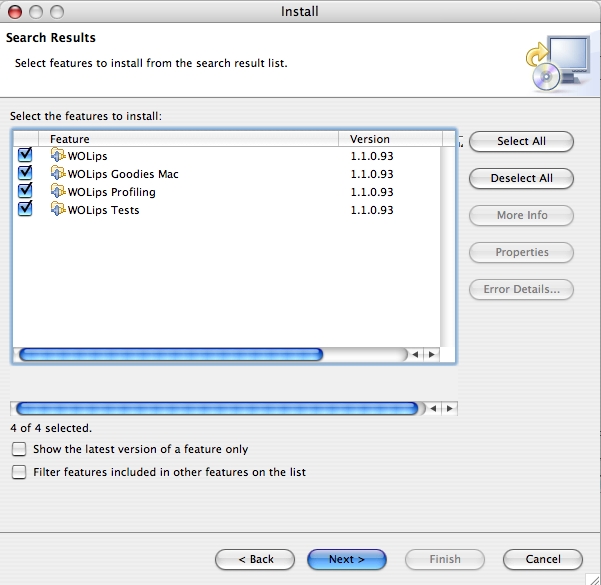 Install
Search Results
Select features to install from the search result list.
Select the features to install:
Feature Version
WOLips 1.1.0.93
WOLips Goodies Mac 1.1.0.93
WOLips Profiling 1.1.0.93
WOLips Tests 1.1.0.93
Select All
Deselect All
More Info
Properties
Error Details...
4 of 4 selected.
Show the latest version of a feature only
Filter features included in other features on the list
< Back Next > Finish Cancel